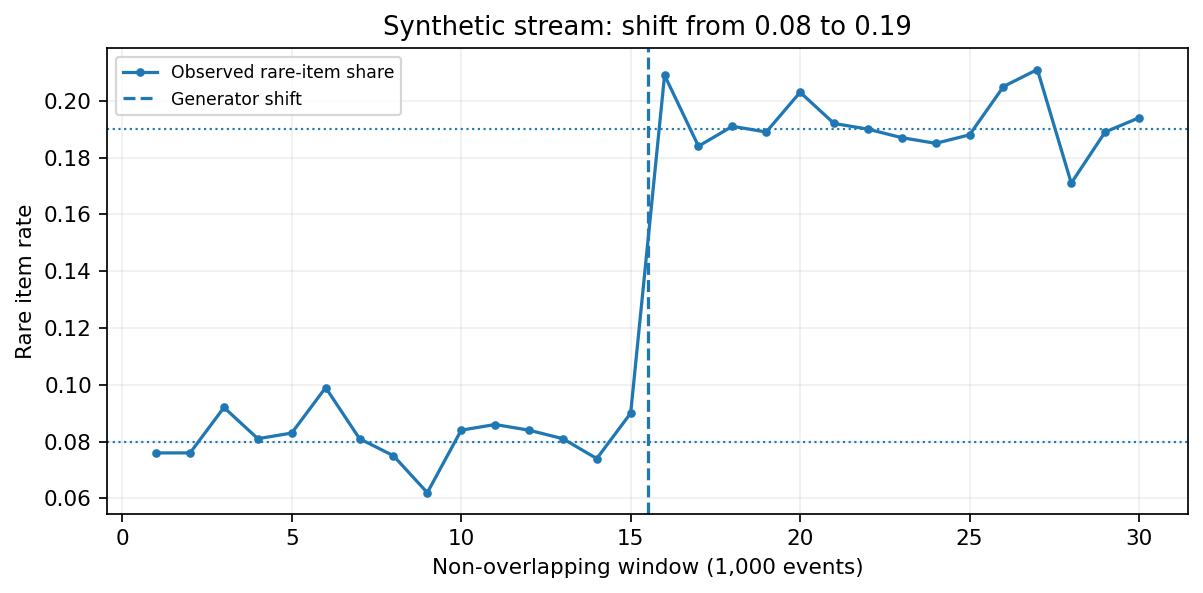 Synthetic stream: shift from 0.08 to 0.19
Observed rare-item share
Generator shift
Rare item rate
0.20
0.18
0.16
0.14
0.12
0.10
0.08
0.06
0 5 10 15 20 25 30
Non-overlapping window (1,000 events)